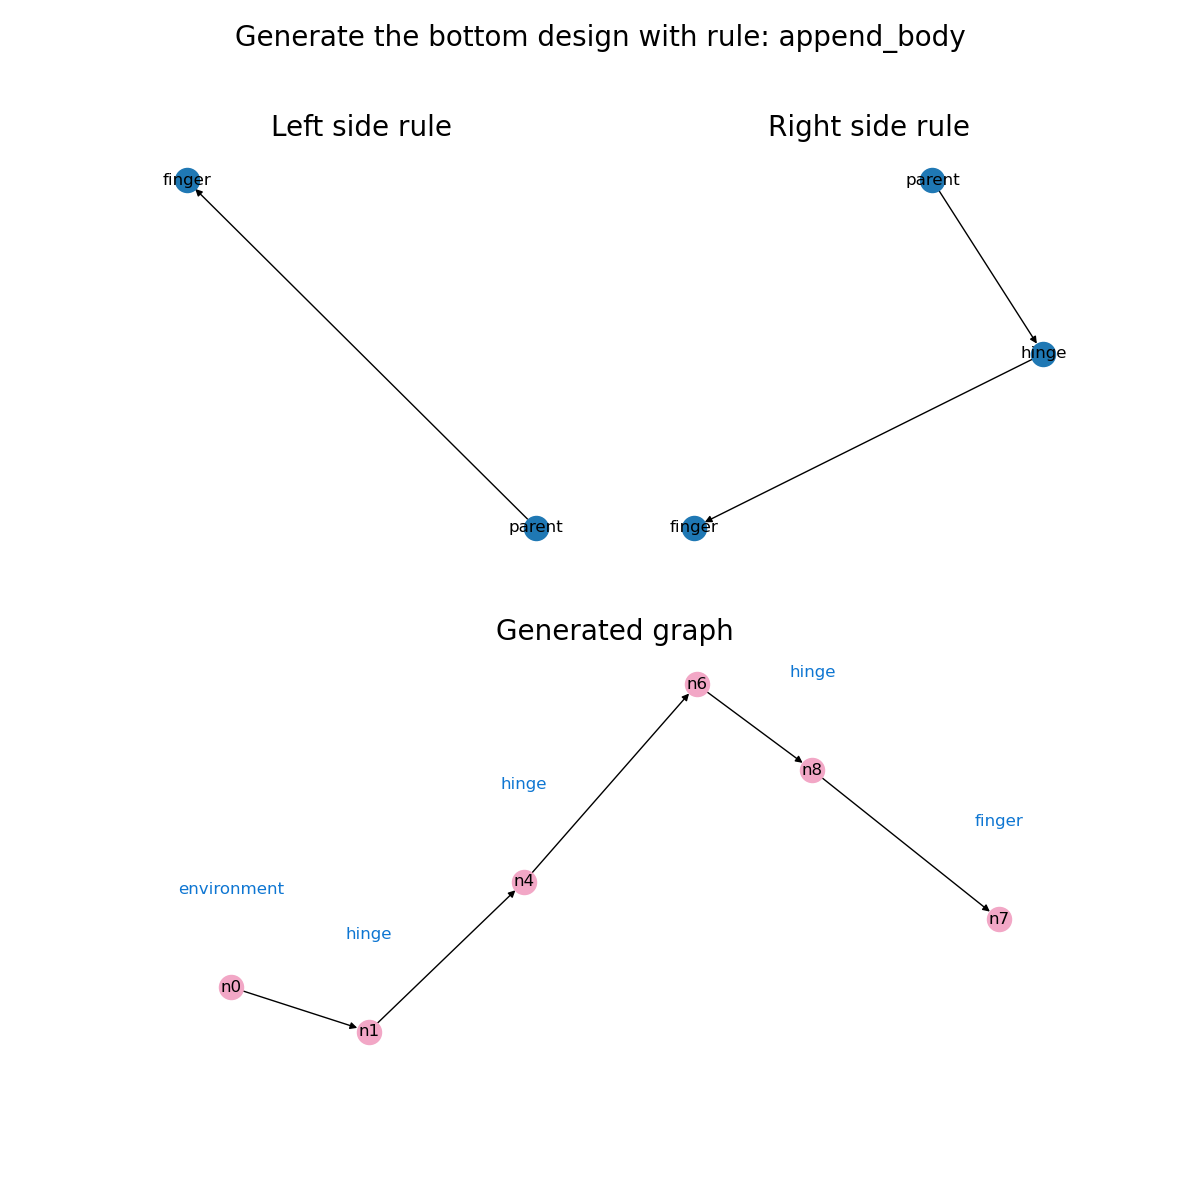 Generate the bottom design with rule: append_body
Left side rule
Right side rule
finger
parent
hinge
parent
finger
Generated graph
hinge
n6
n8
hinge
finger
n4
environment
n7
hinge
n0
n1